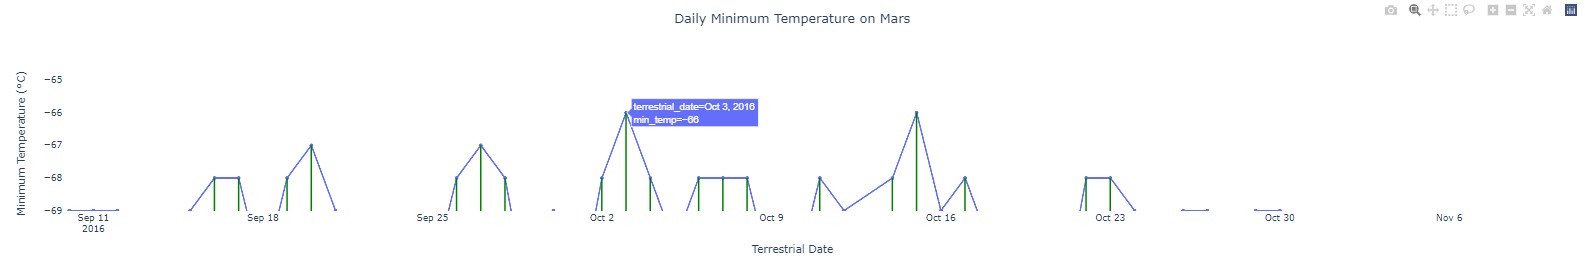 Daily Minimum Temperature on Mars
Minimum Temperature (°C)
−65
−66
−67
−68
−69
terrestrial_date=Oct 3, 2016
min_temp=−66
Sep 11
2016
Sep 18
Sep 25
Oct 2
Oct 9
Oct 16
Oct 23
Oct 30
Nov 6
Terrestrial Date